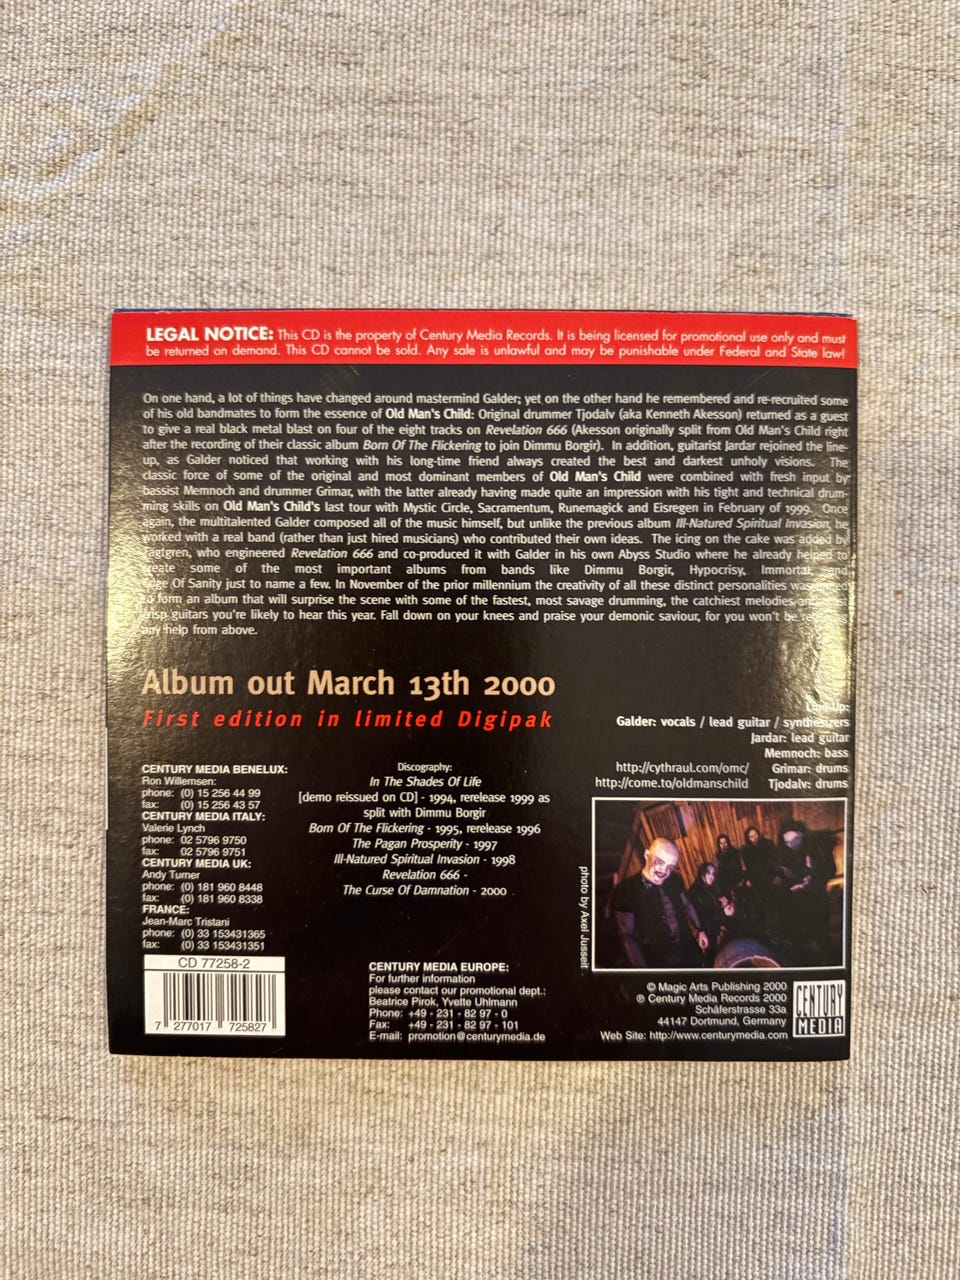 LEGAL NOTICE: This CD is the property of Century Media Records. It is being licensed for promotional use only and must
be returned on demand. This CD cannot be sold. Any sale is unlawful and may be punishable under Federal and State law!
On one hand, a lot of things have changed around mastermind Galder; yet on the other hand he remembered and re-recruited some
of his old bandmates to form the essence of Old Man's Child: Original drummer Tjodalv (aka Kenneth Akesson) returned as a guest
to give a real black metal blast on four of the eight tracks on Revelation 666 (Akesson originally split from Old Man's Child right
after the recording of their classic album Born Of The Flickering to join Dimmu Borgir). In addition, guitarist Jardar rejoined the line-
up, as Galder noticed that working with his long-time friend always created the best and darkest unholy visions. The
classic force of some of the original and most dominant members of Old Man's Child were combined with fresh input by
bassist Memnoch and drummer Grimar, with the latter already having made quite an impression with his tight and technical drum-
ming skills on Old Man's Child's last tour with Mystic Circle, Sacramentum, Runemagick and Eisregen in February of 1999. Once
again, the multitalented Galder composed all of the music himself, but unlike the previous album Ill-Natured Spiritual Invasion, he
worked with a real band (rather than just hired musicians) who contributed their own ideas. The icing on the cake was added by
Tagtgren, who engineered Revelation 666 and co-produced it with Galder in his own Abyss Studio where he already helped to
create some of the most important albums from bands like Dimmu Borgir, Hypocrisy, Immortal, and
Edge Of Sanity just to name a few. In November of the prior millennium the creativity of all these distinct personalities was
to form an album that will surprise the scene with some of the fastest, most savage drumming, the catchiest melodies and
crisp guitars you're likely to hear this year. Fall down on your knees and praise your demonic saviour, for you won't be
any help from above.
Album out March 13th 2000
First edition in limited Digipak
Line-Up:
Galder: vocals / lead guitar / synthesizers
Jardar: lead guitar
Memnoch: bass
http://cythraul.com/omc/ Grimar: drums
http://come.to/oldmanschild Tjodalv: drums
CENTURY MEDIA BENELUX:
Ron Willemsen:
phone: (0) 15 256 44 99
fax: (0) 15 256 43 57
CENTURY MEDIA ITALY:
Valerie Lynch
phone: 02 5796 9750
fax: 02 5796 9751
CENTURY MEDIA UK:
Andy Turner
phone: (0) 181 960 8448
fax: (0) 181 960 8338
FRANCE:
Jean-Marc Tristani
phone: (0) 33 153431365
fax: (0) 33 153431351
CD 77258-2
7 277017 725827
Discography:
In The Shades Of Life
[demo reissued on CD] - 1994, rerelease 1999 as
split with Dimmu Borgir
Born Of The Flickering - 1995, rerelease 1996
The Pagan Prosperity - 1997
Ill-Natured Spiritual Invasion - 1998
Revelation 666 -
The Curse Of Damnation - 2000
CENTURY MEDIA EUROPE:
For further information
please contact our promotional dept.:
Beatrice Pirok, Yvette Uhlmann
Phone: +49 - 231 - 82 97 - 0
Fax: +49 - 231 - 82 97 - 101
E-mail: promotion@centurymedia.de
photo by Axel Jusseit
© Magic Arts Publishing 2000
℗ Century Media Records 2000
Schäferstrasse 33a
44147 Dortmund, Germany
Web Site: http://www.centurymedia.com
CENTURY
MEDIA